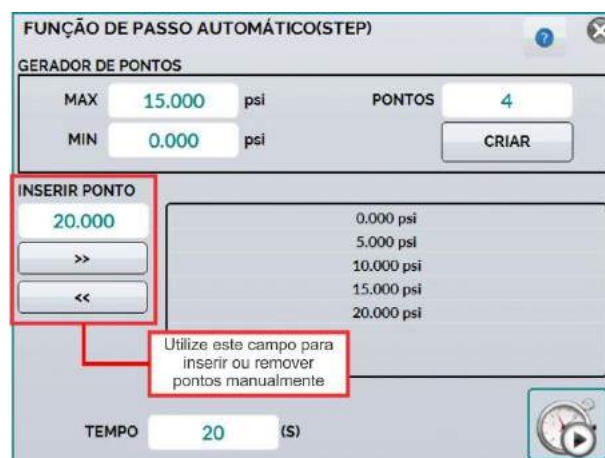 FUNÇÃO DE PASSO AUTOMÁTICO(STEP)
?
GERADOR DE PONTOS
MAX 15.000 psi PONTOS 4
MIN 0.000 psi CRIAR
INSERIR PONTO
20.000
>>
<<
0.000 psi
5.000 psi
10.000 psi
15.000 psi
20.000 psi
Utilize este campo para
inserir ou remover
pontos manualmente
TEMPO 20 (S)